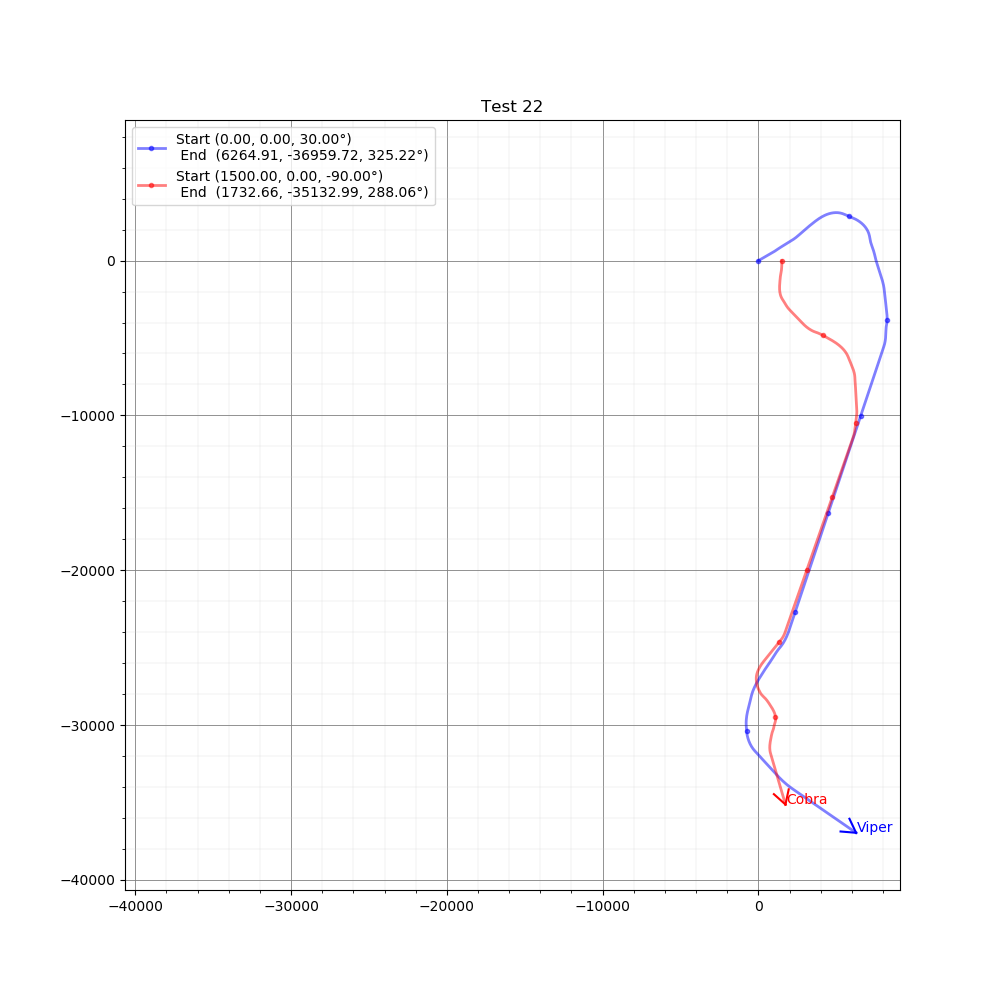 Test 22
Start (0.00, 0.00, 30.00°)
End (6264.91, -36959.72, 325.22°)
Start (1500.00, 0.00, -90.00°)
End (1732.66, -35132.99, 288.06°)
0
−10000
−20000
−30000
−40000
Cobra
Viper
−40000 −30000 −20000 −10000 0